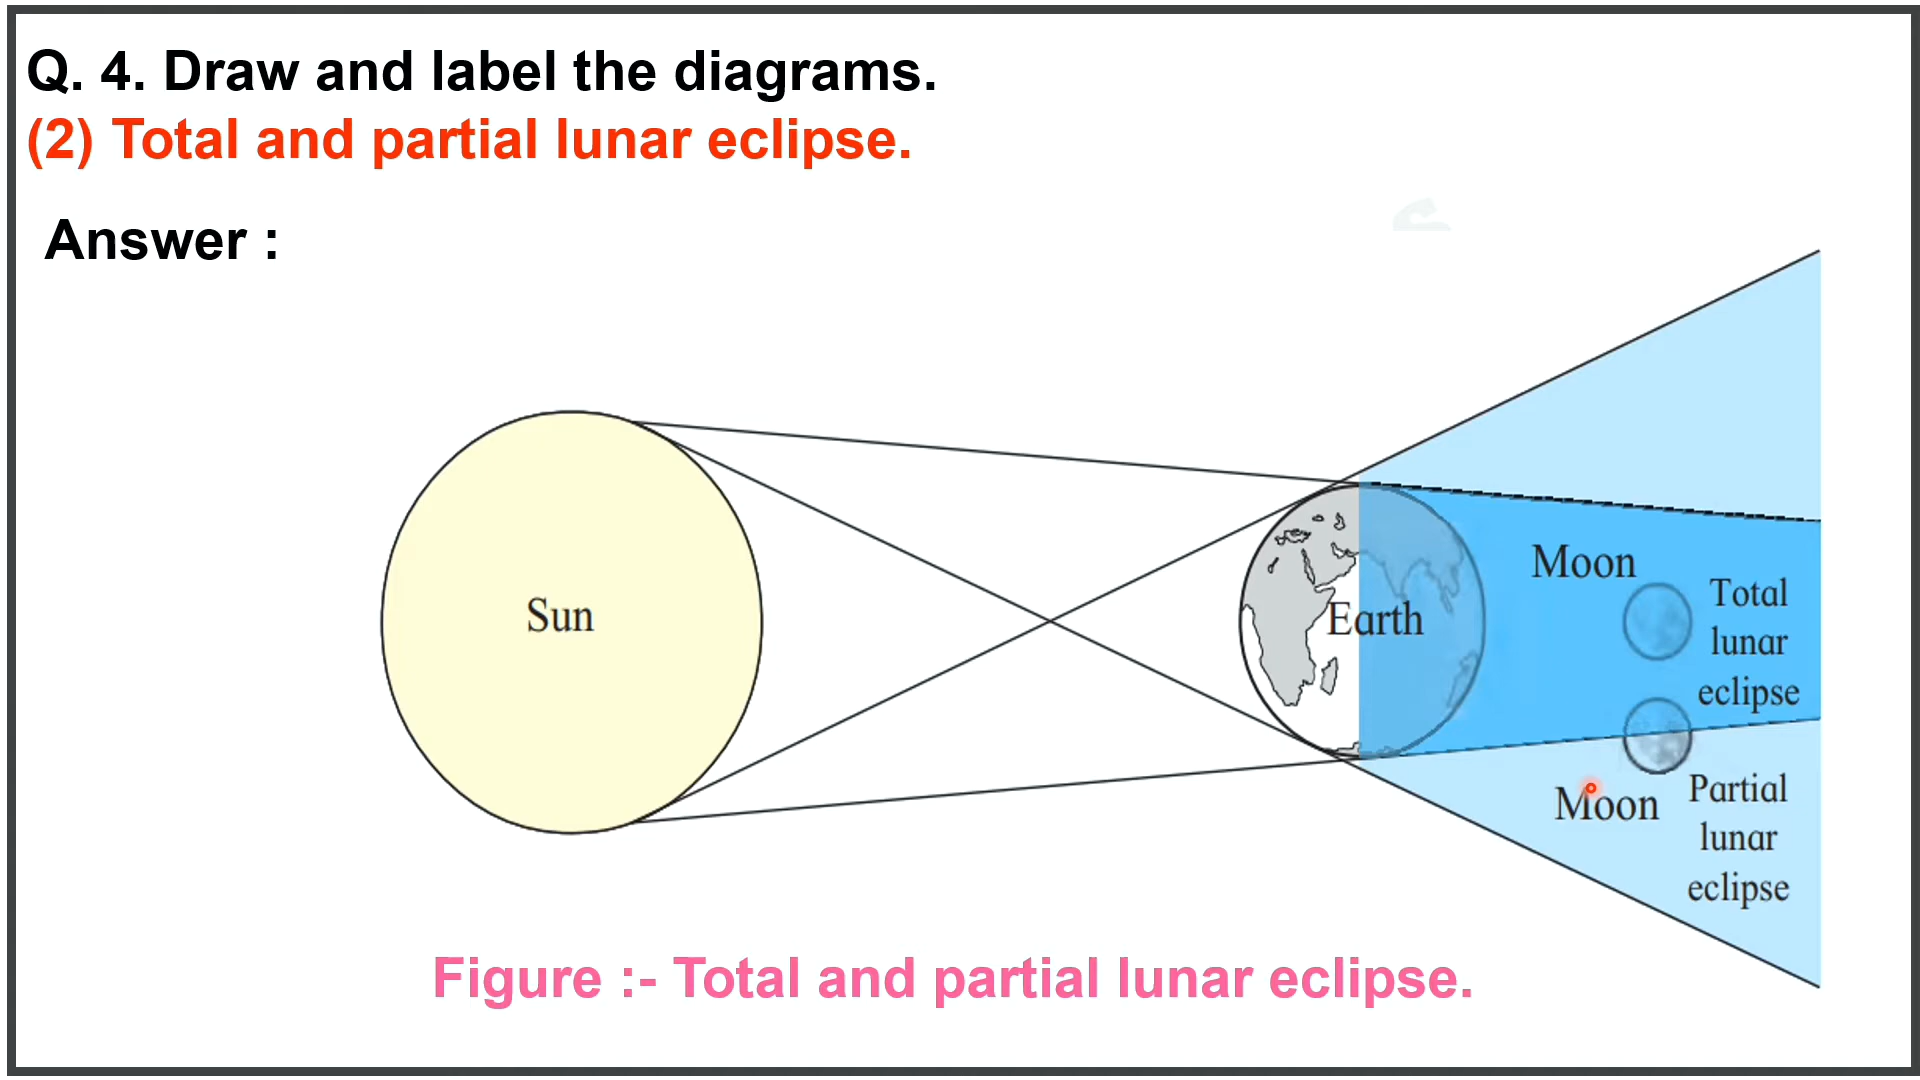 Q. 4. Draw and label the diagrams.
(2) Total and partial lunar eclipse.
Answer :
Sun
Earth
Moon
Total
lunar
eclipse
Moon
Partial
lunar
eclipse
Figure :- Total and partial lunar eclipse.